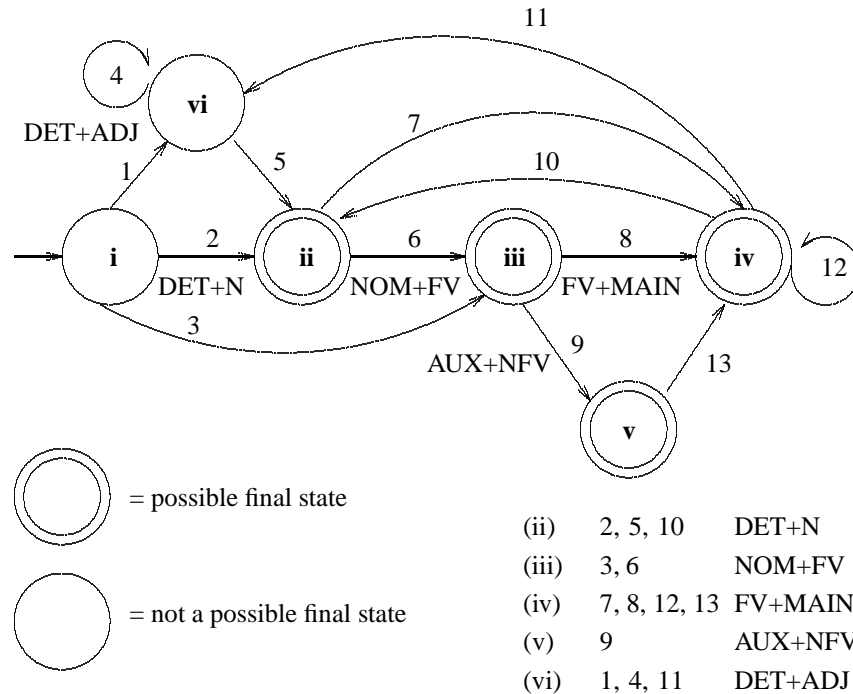 11
4
vi
7
DET+ADJ
1
5
10
2
6
8
i
ii
iii
iv
12
DET+N
NOM+FV
FV+MAIN
3
9
AUX+NFV
13
v
= possible final state
(ii) 2, 5, 10 DET+N
(iii) 3, 6 NOM+FV
(iv) 7, 8, 12, 13 FV+MAIN
= not a possible final state
(v) 9 AUX+NFV
(vi) 1, 4, 11 DET+ADJ